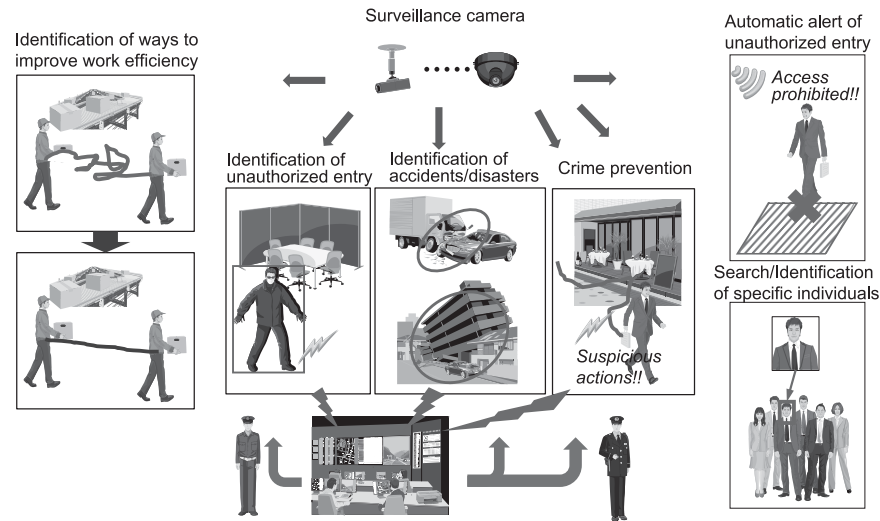 Surveillance camera
Identification of ways to
improve work efficiency
Automatic alert of
unauthorized entry
Access
prohibited!!
Identification of
unauthorized entry
Identification of
accidents/disasters
Crime prevention
Suspicious
actions!!
Search/Identification
of specific individuals